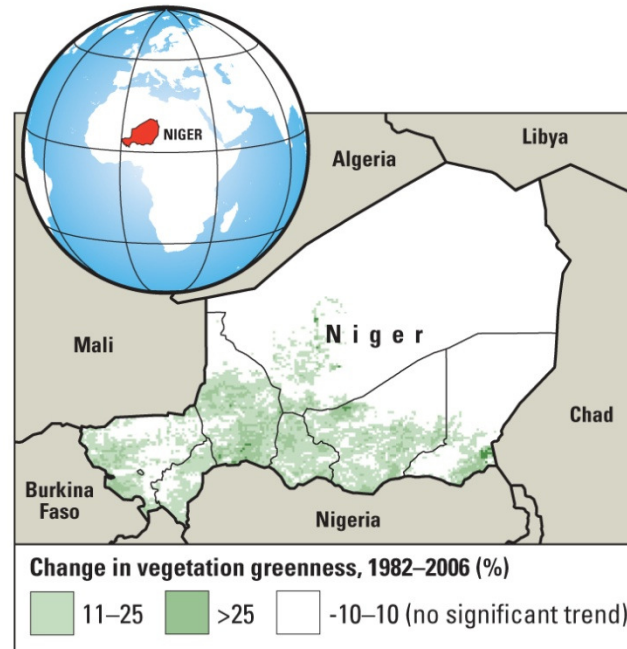 NIGER
Libya
Algeria
Mali
Niger
Chad
Burkina
Faso
Nigeria
Change in vegetation greenness, 1982–2006 (%)
11–25
>25
-10–10 (no significant trend)